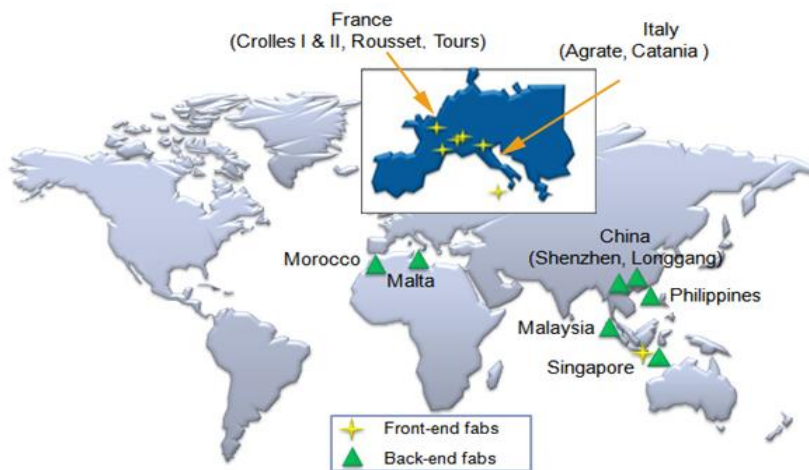 France
(Crolles I & II, Rousset, Tours)
Italy
(Agrate, Catania )
China
(Shenzhen, Longgang)
Morocco
Malta
Philippines
Malaysia
Singapore
Front-end fabs
Back-end fabs